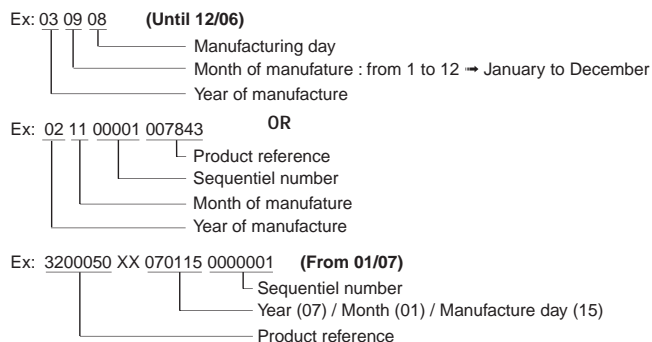 Ex: 03 09 08 (Until 12/06)
Manufacturing day
Month of manufature : from 1 to 12 ➟ January to December
Year of manufacture
OR
Ex: 02 11 00001 007843
Product reference
Sequentiel number
Month of manufature
Year of manufacture
Ex: 3200050 XX 070115 0000001 (From 01/07)
Sequentiel number
Year (07) / Month (01) / Manufacture day (15)
Product reference